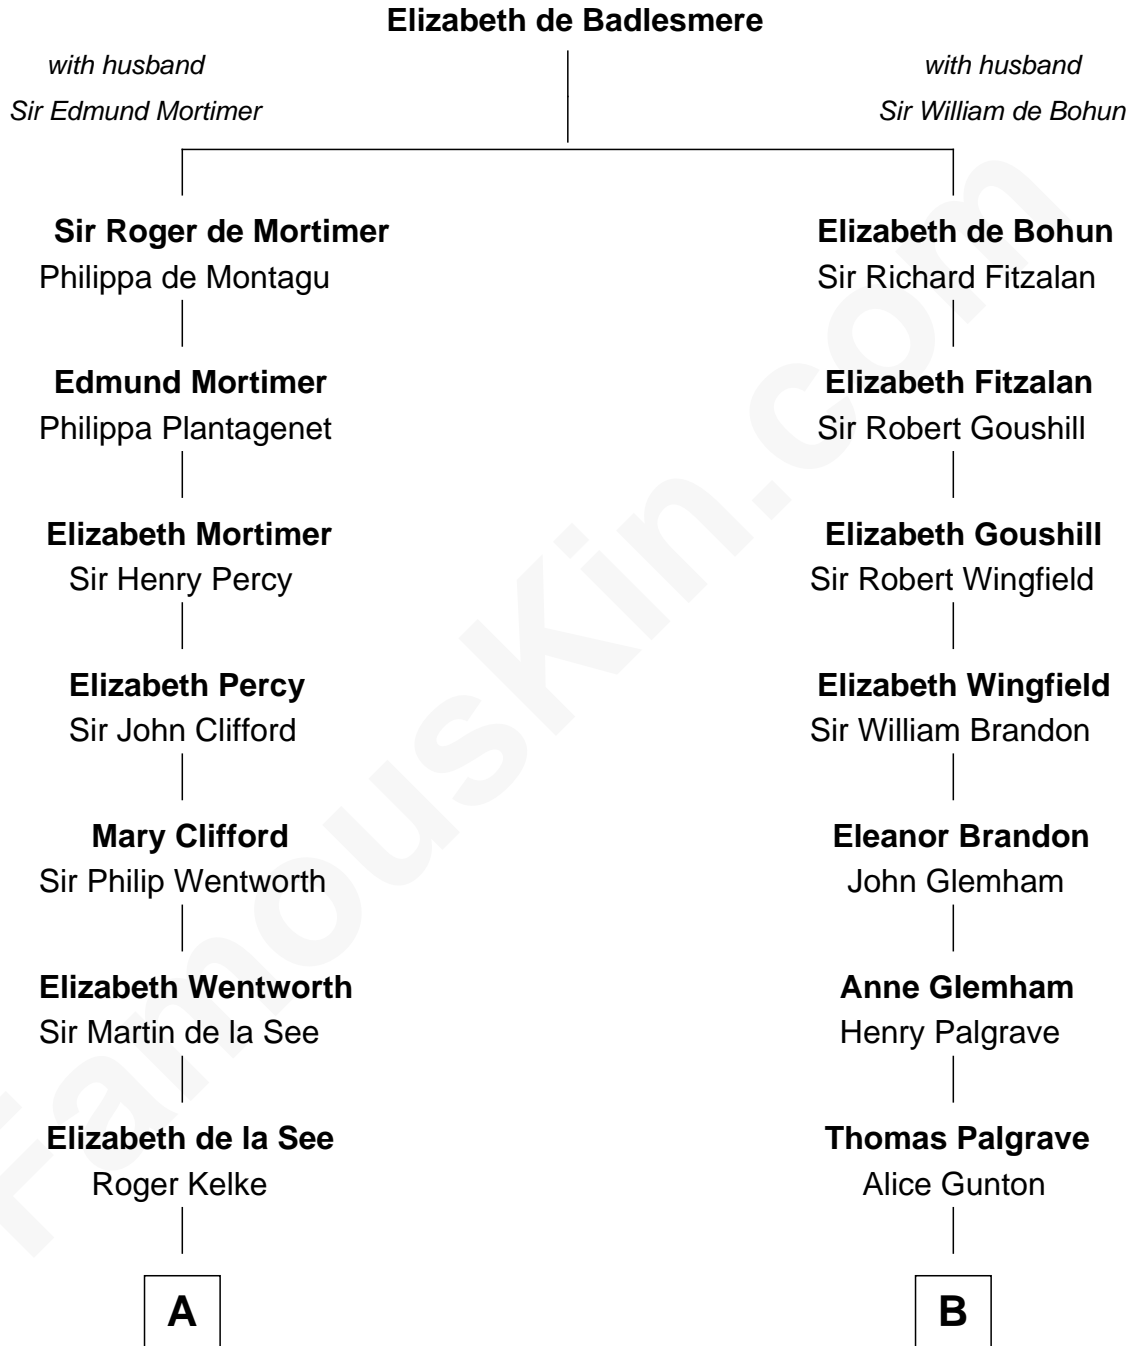 Elizabeth de Badlesmere
with husband
Sir Edmund Mortimer
with husband
Sir William de Bohun
Sir Roger de Mortimer
Philippa de Montagu
Elizabeth de Bohun
Sir Richard Fitzalan
Edmund Mortimer
Philippa Plantagenet
Elizabeth Fitzalan
Sir Robert Goushill
Elizabeth Mortimer
Sir Henry Percy
Elizabeth Goushill
Sir Robert Wingfield
Elizabeth Percy
Sir John Clifford
Elizabeth Wingfield
Sir William Brandon
Mary Clifford
Sir Philip Wentworth
Eleanor Brandon
John Glemham
Elizabeth Wentworth
Sir Martin de la See
Anne Glemham
Henry Palgrave
Elizabeth de la See
Roger Kelke
Thomas Palgrave
Alice Gunton
A
B
FamousKin.com